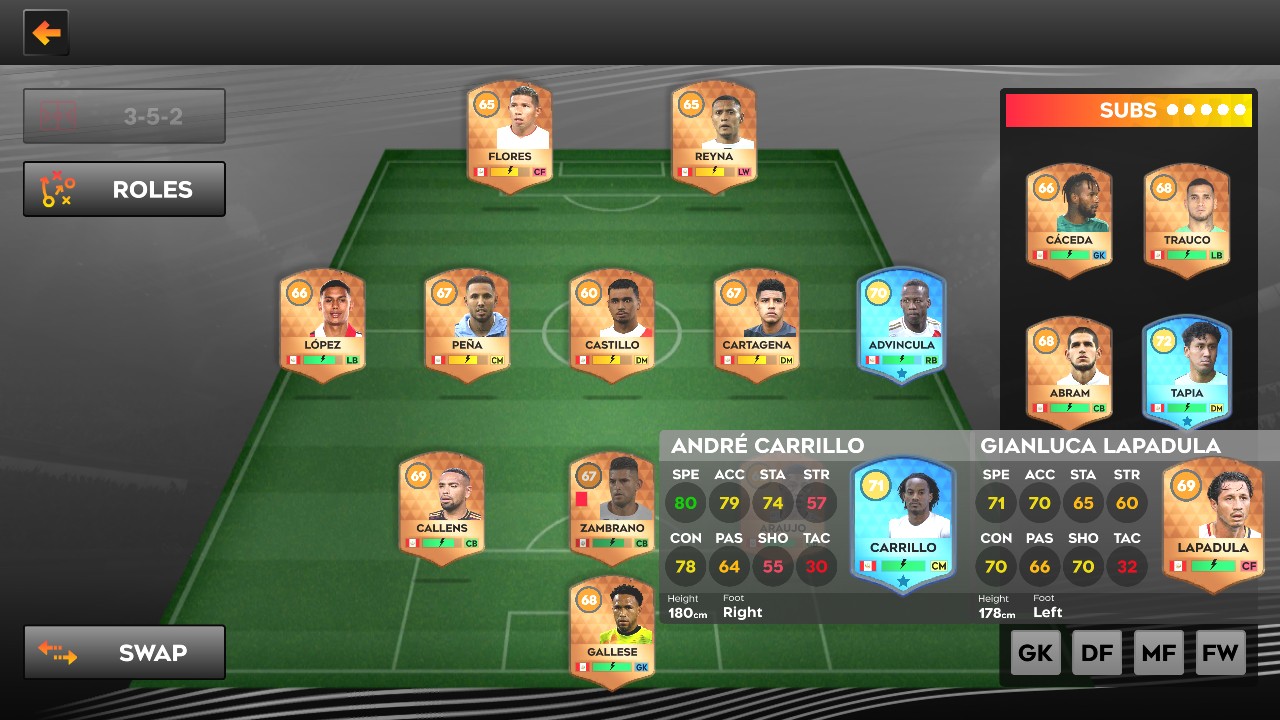 3-5-2
ROLES
SUBS
65
FLORES
CF
65
REYNA
LW
66
CÁCEDA
GK
68
TRAUCO
LB
66
LÓPEZ
LB
67
PEÑA
CM
60
CASTILLO
DM
67
CARTAGENA
DM
70
ADVINCULA
RB
68
ABRAM
CB
72
TAPIA
DM
69
CALLENS
CB
67
ZAMBRANO
CB
ARAUJO
68
GALLESE
GK
ANDRÉ CARRILLO
SPE ACC STA STR
80 79 74 57
CON PAS SHO TAC
78 64 55 30
Height Foot
180cm Right
71
CARRILLO
CM
GIANLUCA LAPADULA
SPE ACC STA STR
71 70 65 60
CON PAS SHO TAC
70 66 70 32
Height Foot
178cm Left
69
LAPADULA
CF
SWAP
GK DF MF FW